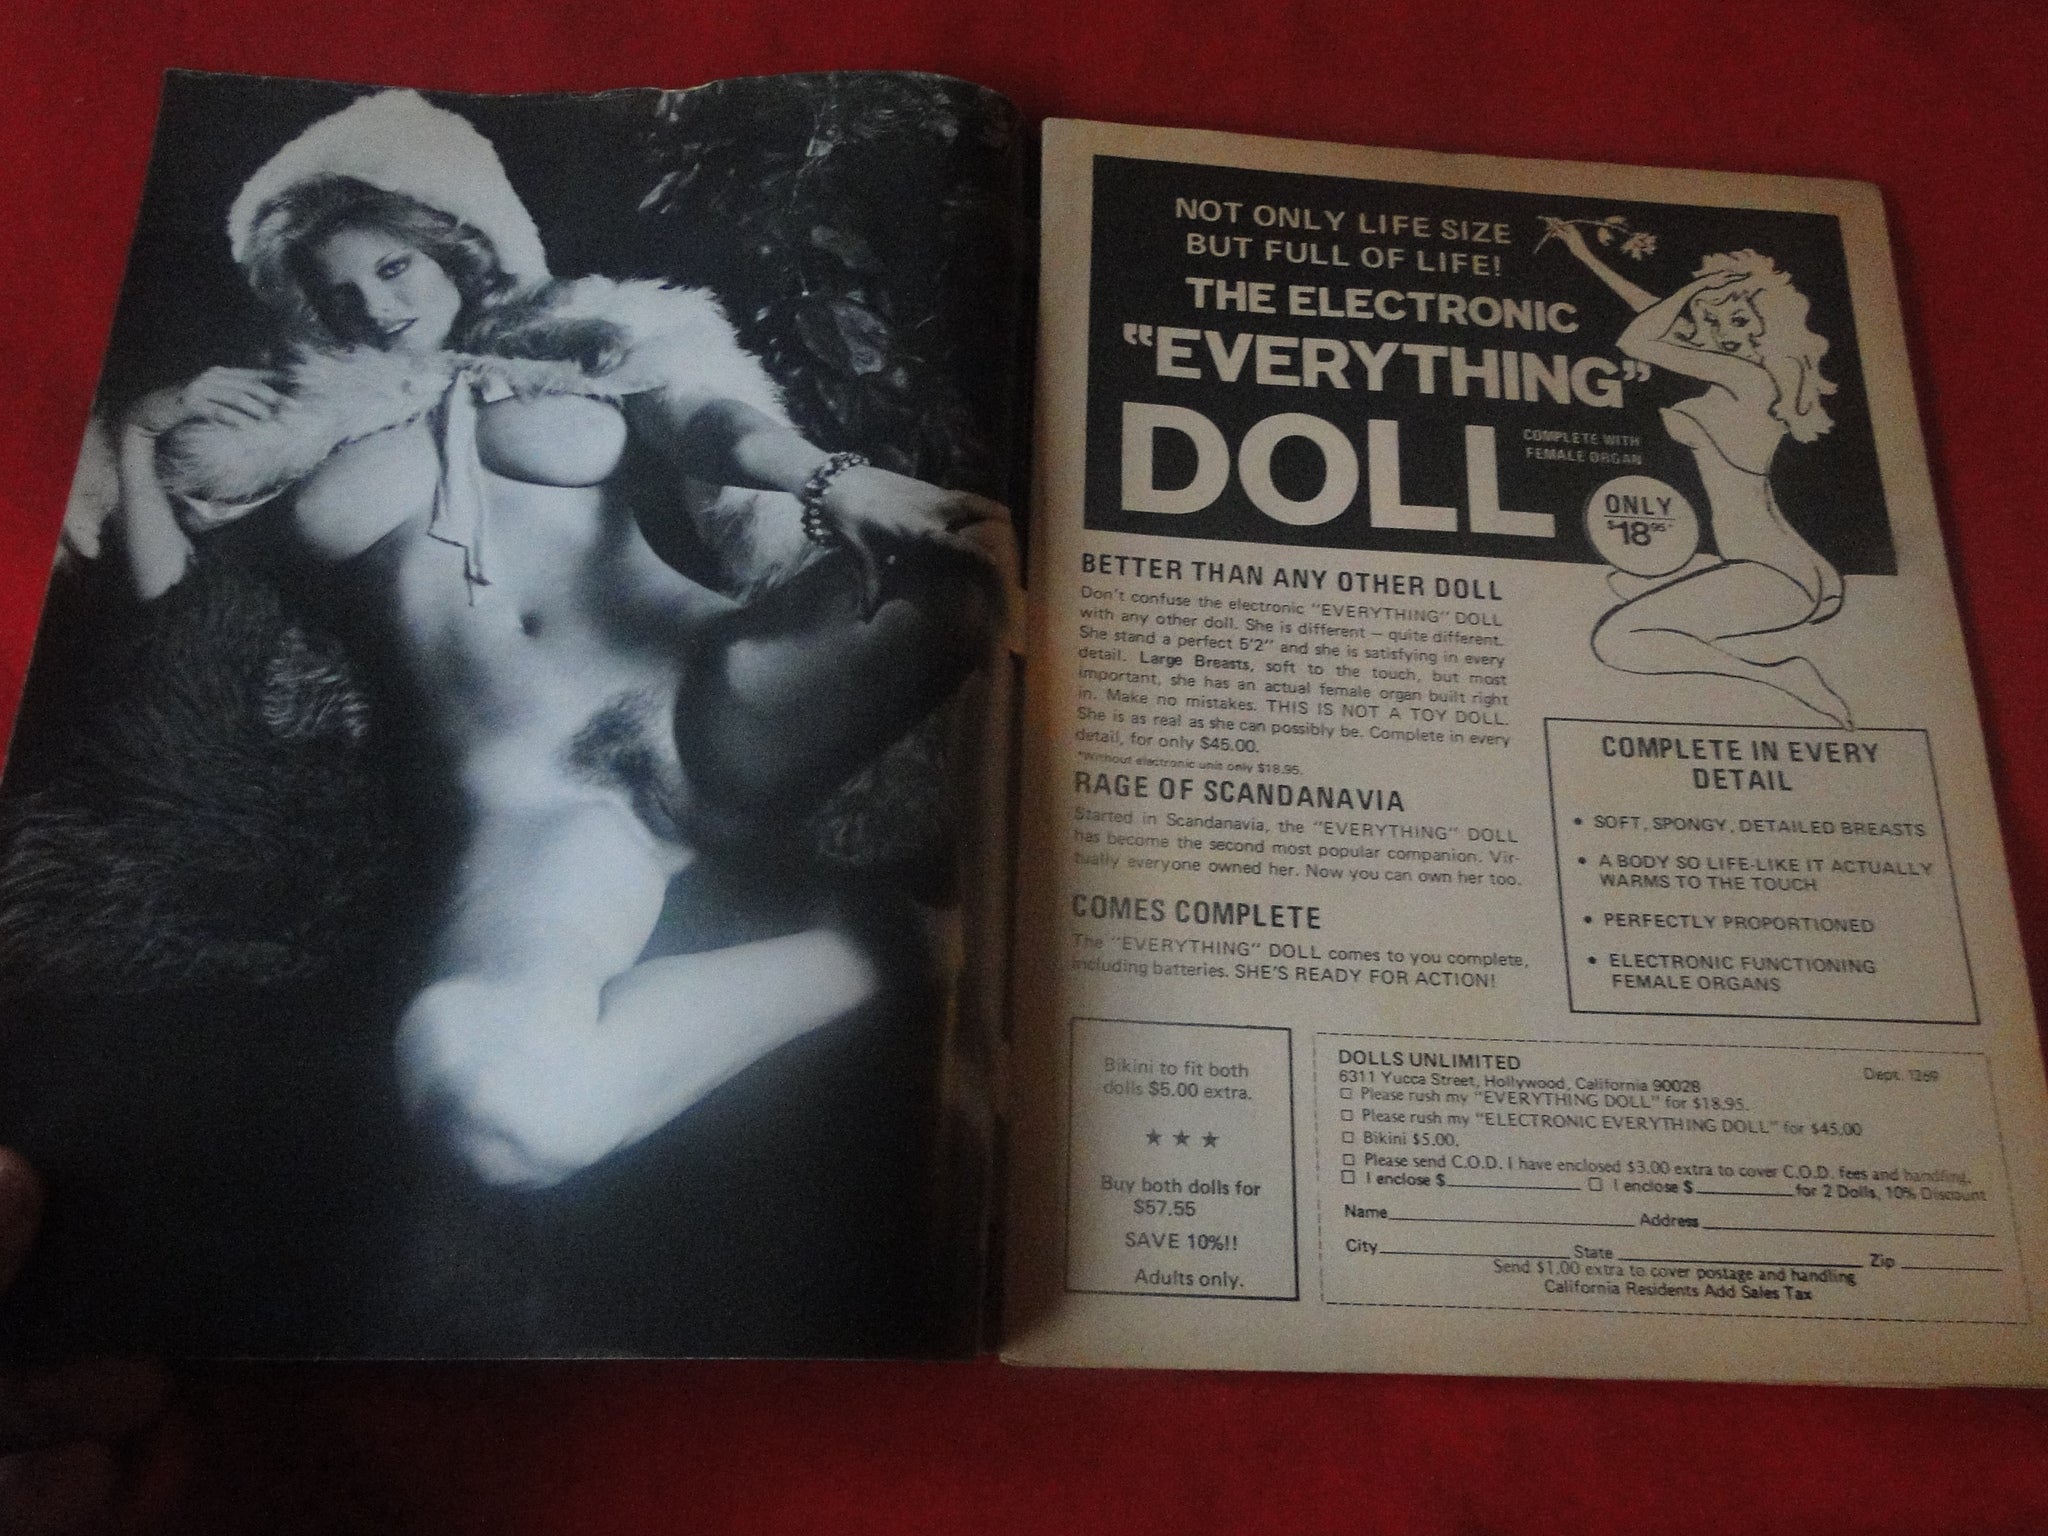 NOT ONLY LIFE SIZE
BUT FULL OF LIFE!
THE ELECTRONIC
"EVERYTHING"
DOLL
COMPLETE WITH
FEMALE ORGAN
ONLY
$18.95*
BETTER THAN ANY OTHER DOLL
Don't confuse the electronic "EVERYTHING" DOLL
with any other doll. She is different — quite different.
She stand a perfect 5'2" and she is satisfying in every
detail. Large Breasts, soft to the touch, but most
important, she has an actual female organ built right
in. Make no mistakes. THIS IS NOT A TOY DOLL.
She is as real as she can possibly be. Complete in every
detail, for only $45.00.
*Without electronic unit only $18.95.
RAGE OF SCANDANAVIA
Started in Scandanavia, the "EVERYTHING" DOLL
has become the second most popular companion. Vir-
tually everyone owned her. Now you can own her too.
COMES COMPLETE
The "EVERYTHING" DOLL comes to you complete,
including batteries. SHE'S READY FOR ACTION!
COMPLETE IN EVERY
DETAIL
• SOFT, SPONGY, DETAILED BREASTS
• A BODY SO LIFE-LIKE IT ACTUALLY
WARMS TO THE TOUCH
• PERFECTLY PROPORTIONED
• ELECTRONIC FUNCTIONING
FEMALE ORGANS
Bikini to fit both
dolls $5.00 extra.
★ ★ ★
Buy both dolls for
$57.55
SAVE 10%!!
Adults only.
DOLLS UNLIMITED
6311 Yucca Street, Hollywood, California 90028 Dept. 1269
☐ Please rush my "EVERYTHING DOLL" for $18.95.
☐ Please rush my "ELECTRONIC EVERYTHING DOLL" for $45.00
☐ Bikini $5.00.
☐ Please send C.O.D. I have enclosed $3.00 extra to cover C.O.D. fees and handling.
☐ I enclose $ ☐ I enclose $ for 2 Dolls, 10% Discount
Name Address
City State Zip
Send $1.00 extra to cover postage and handling
California Residents Add Sales Tax